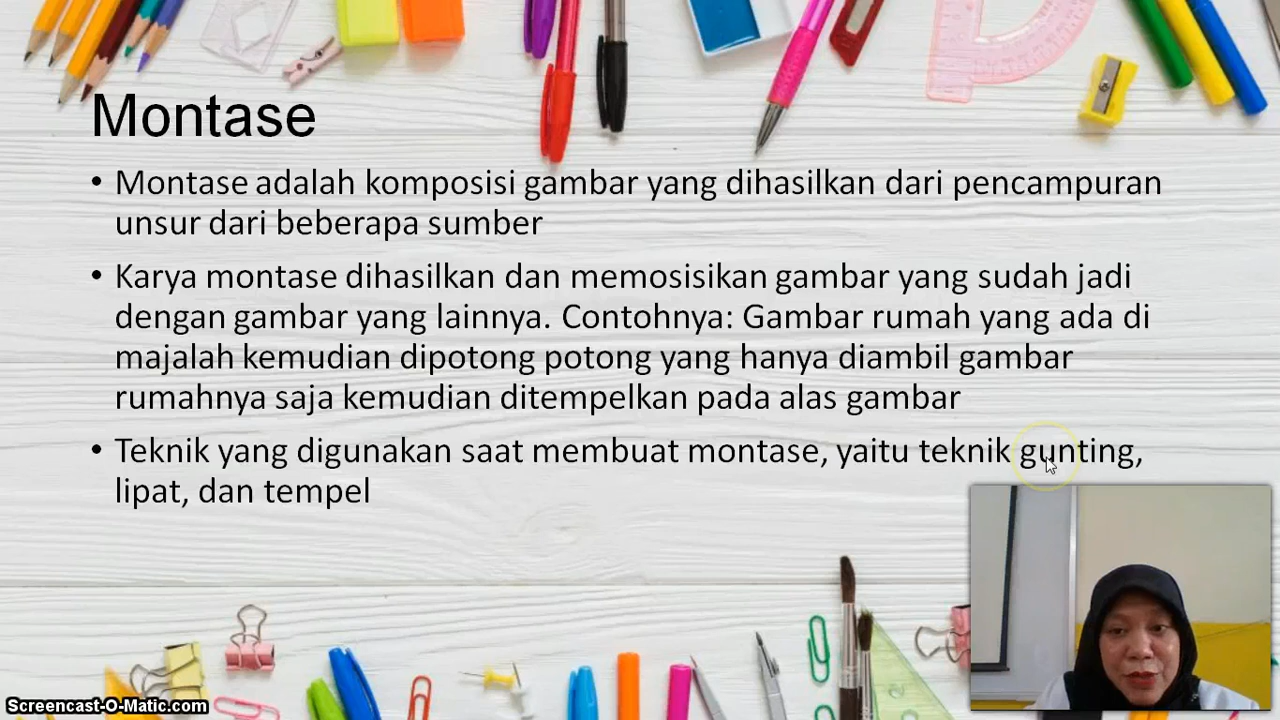 Montase
• Montase adalah komposisi gambar yang dihasilkan dari pencampuran
unsur dari beberapa sumber
• Karya montase dihasilkan dan memosisikan gambar yang sudah jadi
dengan gambar yang lainnya. Contohnya: Gambar rumah yang ada di
majalah kemudian dipotong potong yang hanya diambil gambar
rumahnya saja kemudian ditempelkan pada alas gambar
• Teknik yang digunakan saat membuat montase, yaitu teknik gunting,
lipat, dan tempel
Screencast-O-Matic.com